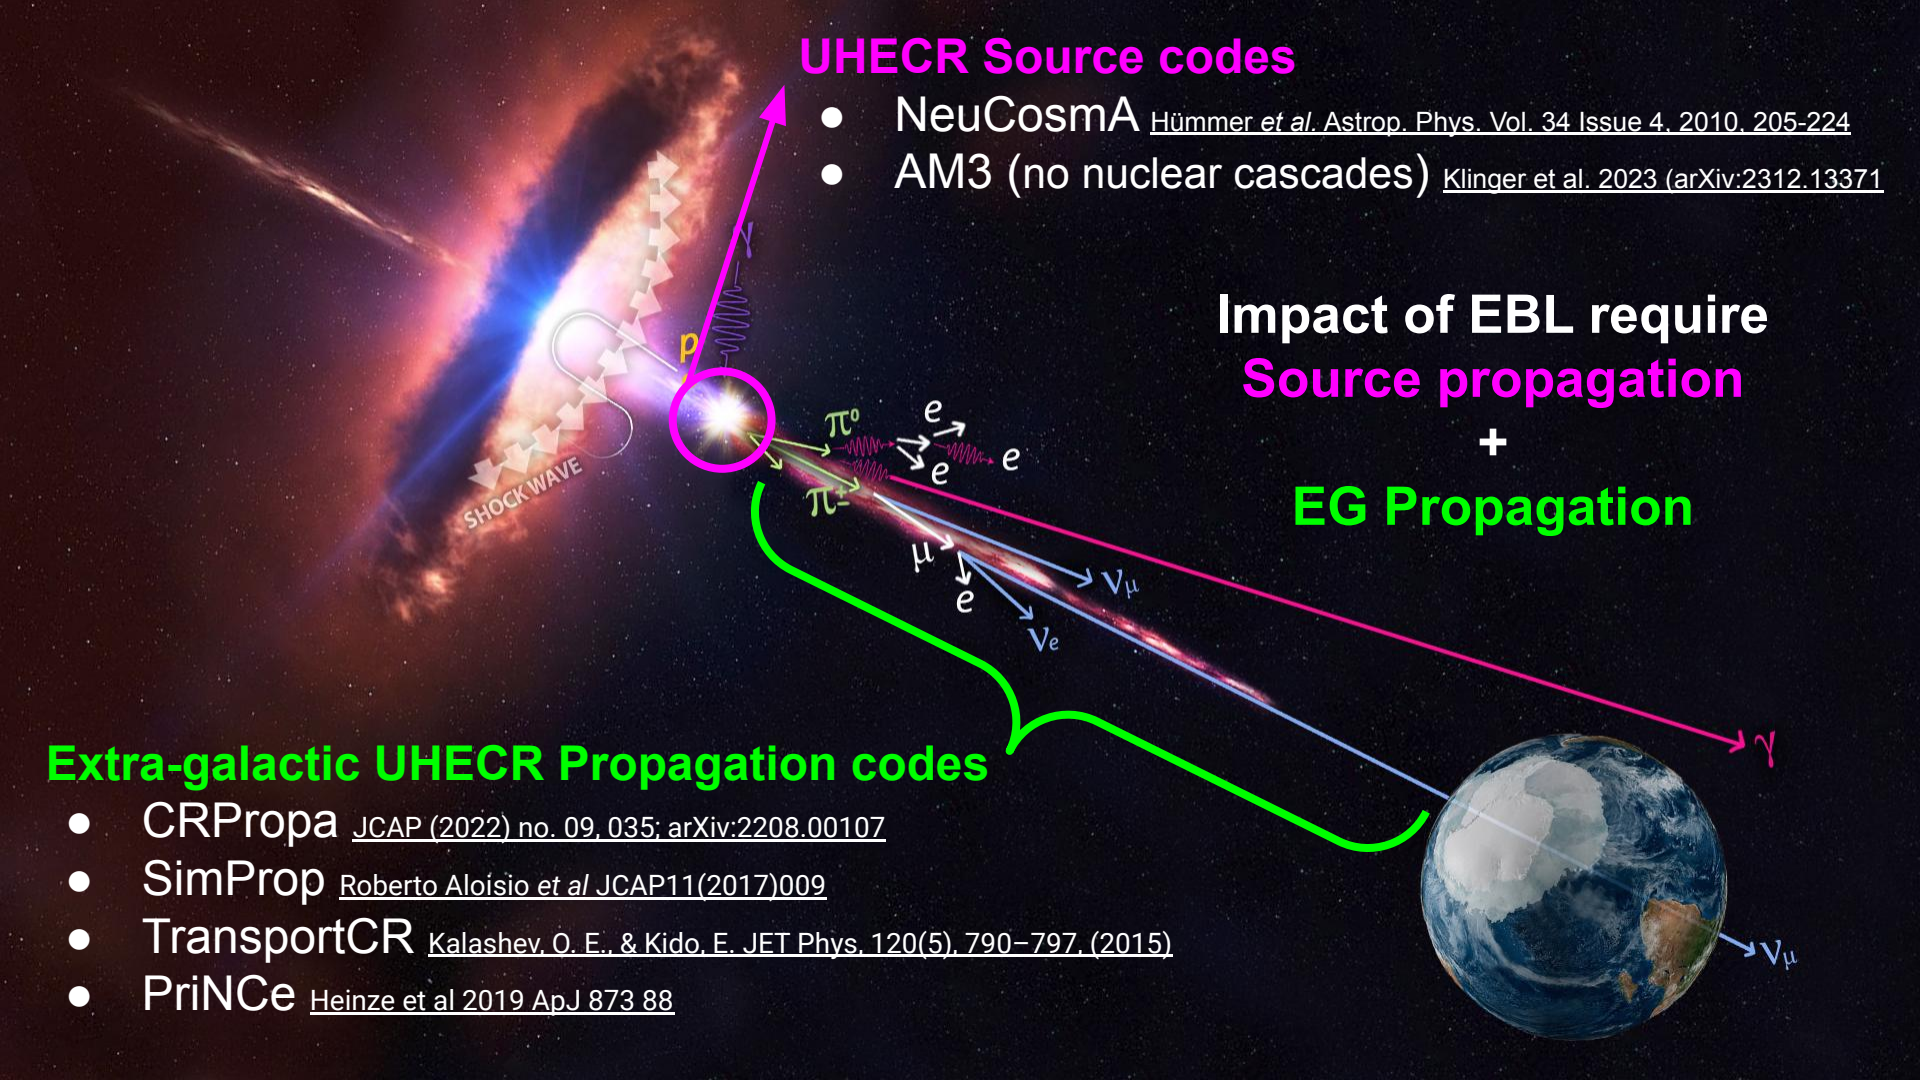 UHECR Source codes
● NeuCosmA Hümmer et al. Astrop. Phys. Vol. 34 Issue 4, 2010, 205-224
● AM3 (no nuclear cascades) Klinger et al. 2023 (arXiv:2312.13371
γ
Impact of EBL require
Source propagation
+
EG Propagation
p
SHOCK WAVE
π⁰
e
e
e
π±
μ
e
νμ
νe
γ
νμ
Extra-galactic UHECR Propagation codes
● CRPropa JCAP (2022) no. 09, 035; arXiv:2208.00107
● SimProp Roberto Aloisio et al JCAP11(2017)009
● TransportCR Kalashev, O. E., & Kido, E. JET Phys, 120(5), 790–797, (2015)
● PriNCe Heinze et al 2019 ApJ 873 88